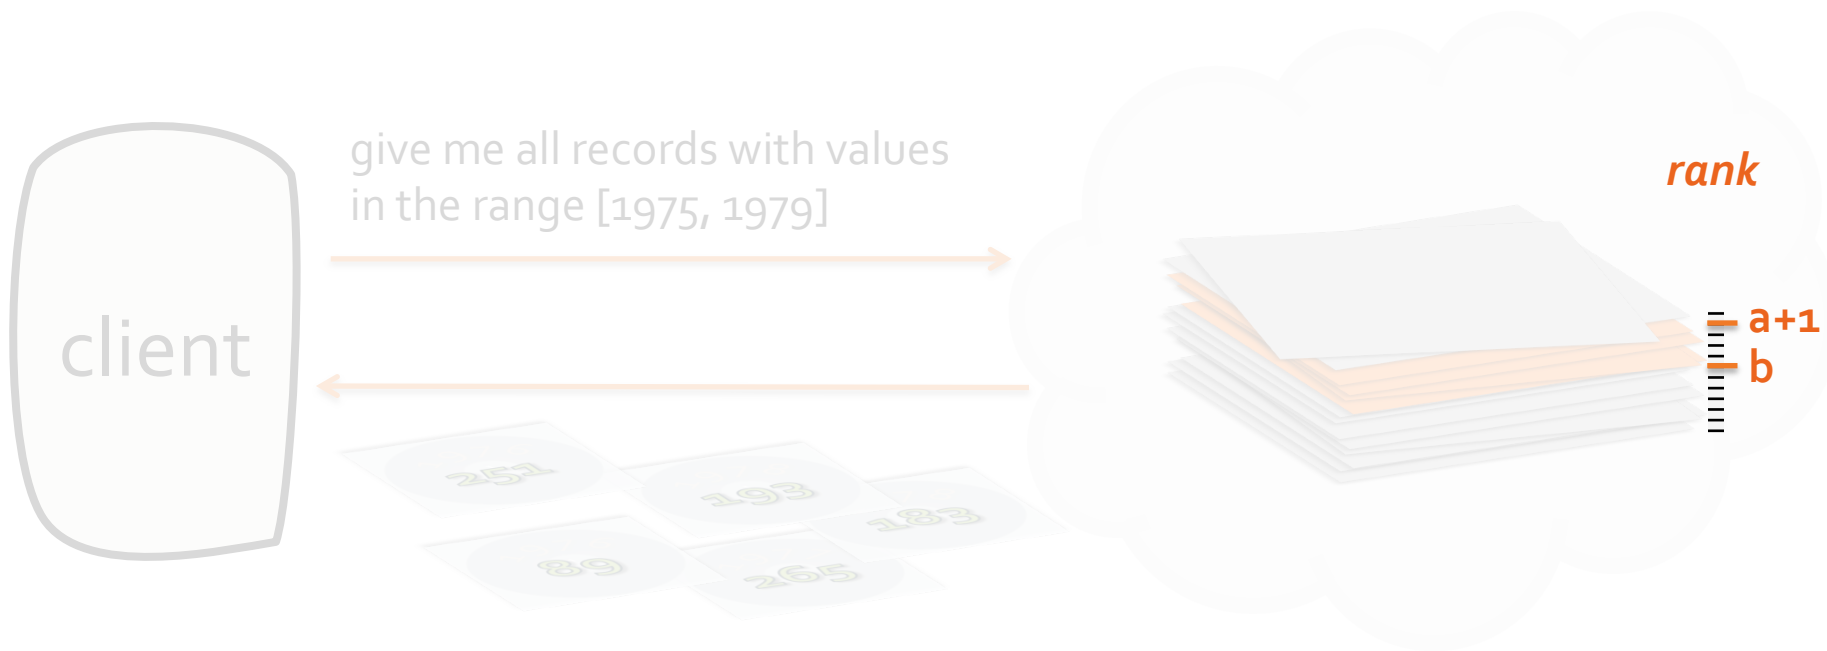 give me all records with values
in the range [1975, 1979]
rank
client
a+1
b
251
193
183
89
265